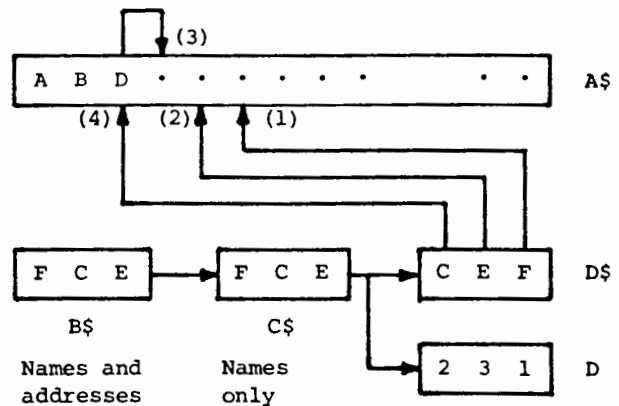 (3)
A B D · · · · · · · · A$
(4) (2) (1)
F C E F C E C E F D$
B$ C$
Names and Names 2 3 1 D
addresses only